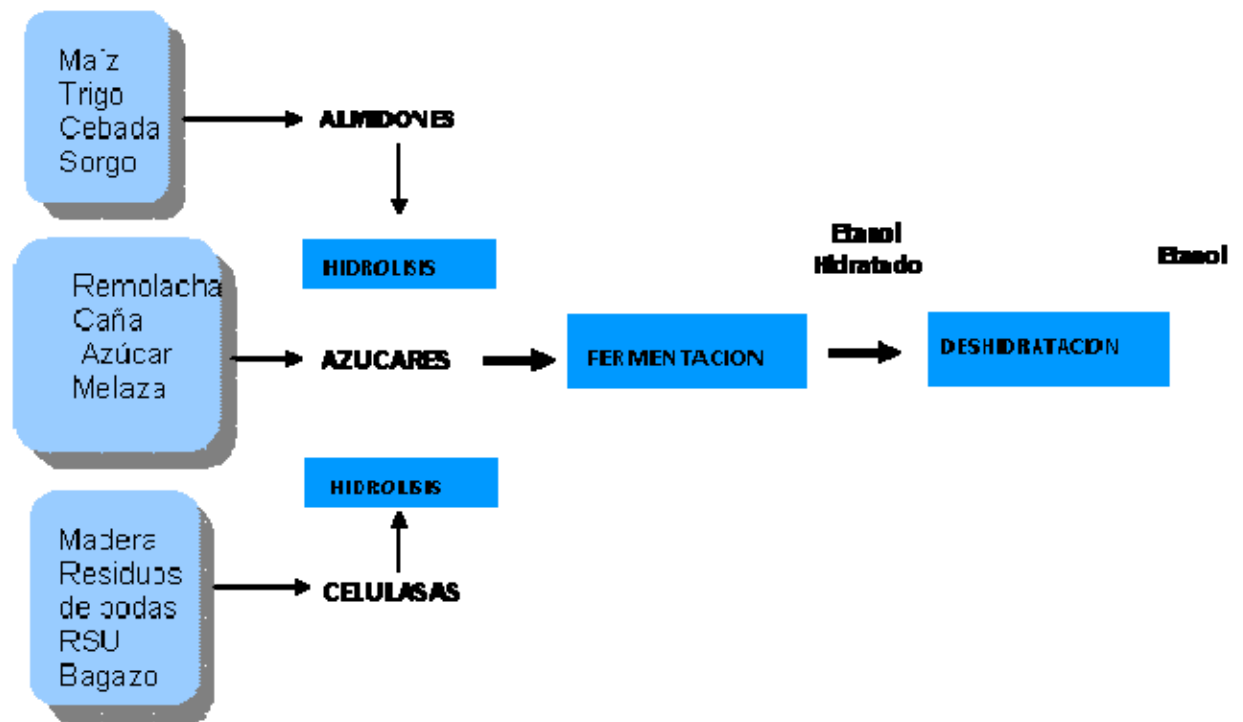 Maíz
Trigo
Cebada
Sorgo
ALMIDONES
HIDROLISIS
Remolacha
Caña
Azúcar
Melaza
AZUCARES
FERMENTACION
Etanol
Hidratado
DESHIDRATACION
Etanol
HIDROLISIS
Madera
Residuos
de podas
RSU
Bagazo
CELULASAS